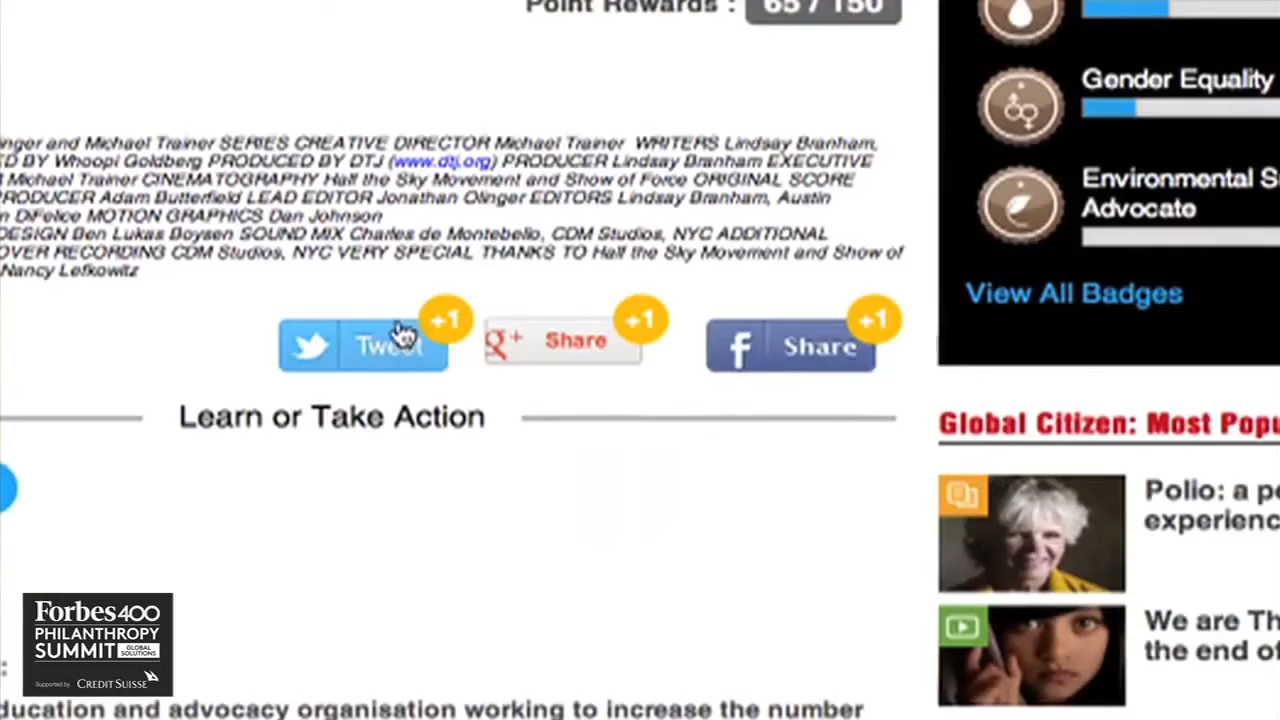 Point Rewards : 65 / 150
inger and Michael Trainer SERIES CREATIVE DIRECTOR Michael Trainer WRITERS Lindsay Branham,
ED BY Whoopi Goldberg PRODUCED BY DTJ (www.dtj.org) PRODUCER Lindsay Branham EXECUTIVE
Michael Trainer CINEMATOGRAPHY Half the Sky Movement and Show of Force ORIGINAL SCORE
PRODUCER Adam Butterfield LEAD EDITOR Jonathan Olinger EDITORS Lindsay Branham, Austin
n DiFelice MOTION GRAPHICS Dan Johnson
DESIGN Ben Lukas Boysen SOUND MIX Charles de Montebello, CDM Studios, NYC ADDITIONAL
OVER RECORDING CDM Studios, NYC VERY SPECIAL THANKS TO Half the Sky Movement and Show of
Nancy Lefkowitz
Tweet +1
g+ Share +1
f Share +1
Learn or Take Action
ducation and advocacy organisation working to increase the number
Gender Equality
Environmental S
Advocate
View All Badges
Global Citizen: Most Popu
Polio: a pe
experienc
We are Th
the end of
Forbes400
PHILANTHROPY
SUMMIT GLOBAL SOLUTIONS
Supported by CREDIT SUISSE